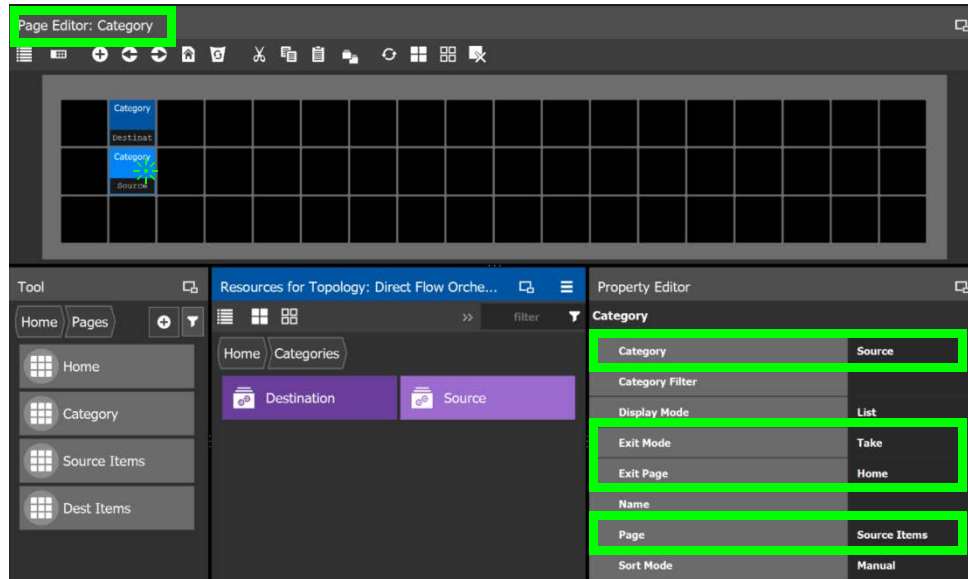 Page Editor: Category
Category
Destinat
Category
Source
Tool
Home Pages
Home
Category
Source Items
Dest Items
Resources for Topology: Direct Flow Orche...
>> filter
Home Categories
Destination Source
Property Editor
Category
Category Source
Category Filter
Display Mode List
Exit Mode Take
Exit Page Home
Name
Page Source Items
Sort Mode Manual